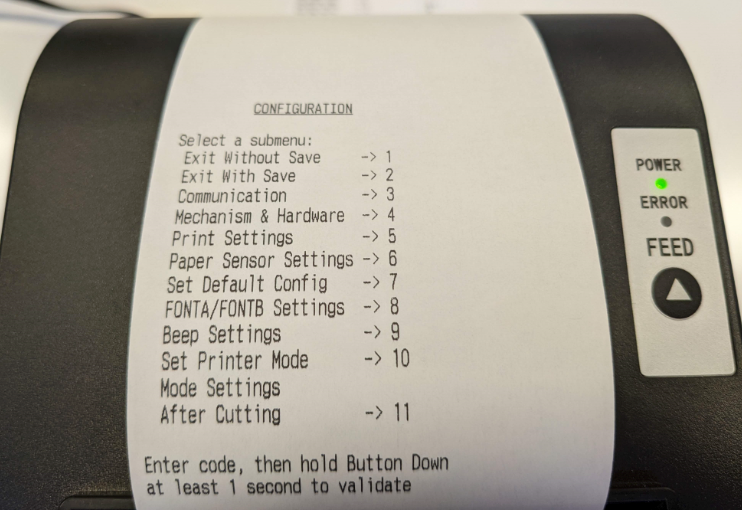 CONFIGURATION
Select a submenu:
Exit Without Save -> 1
Exit With Save -> 2
Communication -> 3
Mechanism & Hardware -> 4
Print Settings -> 5
Paper Sensor Settings -> 6
Set Default Config -> 7
FONTA/FONTB Settings -> 8
Beep Settings -> 9
Set Printer Mode -> 10
Mode Settings
After Cutting -> 11
Enter code, then hold Button Down
at least 1 second to validate
POWER
ERROR
FEED